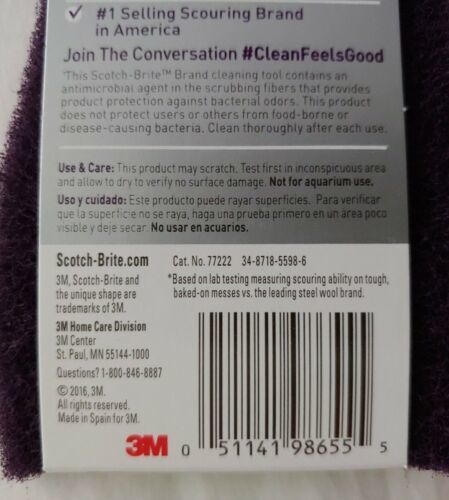 ✓ #1 Selling Scouring Brand
in America
Join The Conversation #CleanFeelsGood
¹This Scotch-Brite™ Brand cleaning tool contains an
antimicrobial agent in the scrubbing fibers that provides
product protection against bacterial odors. This product
does not protect users or others from food-borne or
disease-causing bacteria. Clean thoroughly after each use.
Use & Care: This product may scratch. Test first in inconspicuous area
and allow to dry to verify no surface damage. Not for aquarium use.
Uso y cuidado: Este producto puede rayar superficies. Para verificar
que la superficie no se raya, haga una prueba primero en un área poco
visible y deje secar. No usar en acuarios.
Scotch-Brite.com
3M, Scotch-Brite and
the unique shape are
trademarks of 3M.
3M Home Care Division
3M Center
St. Paul, MN 55144-1000
Questions? 1-800-846-8887
© 2016, 3M.
All rights reserved.
Made in Spain for 3M.
3M
Cat. No. 77222 34-8718-5598-6
*Based on lab testing measuring scouring ability on tough,
baked-on messes vs. the leading steel wool brand.
0 51141 98655 5